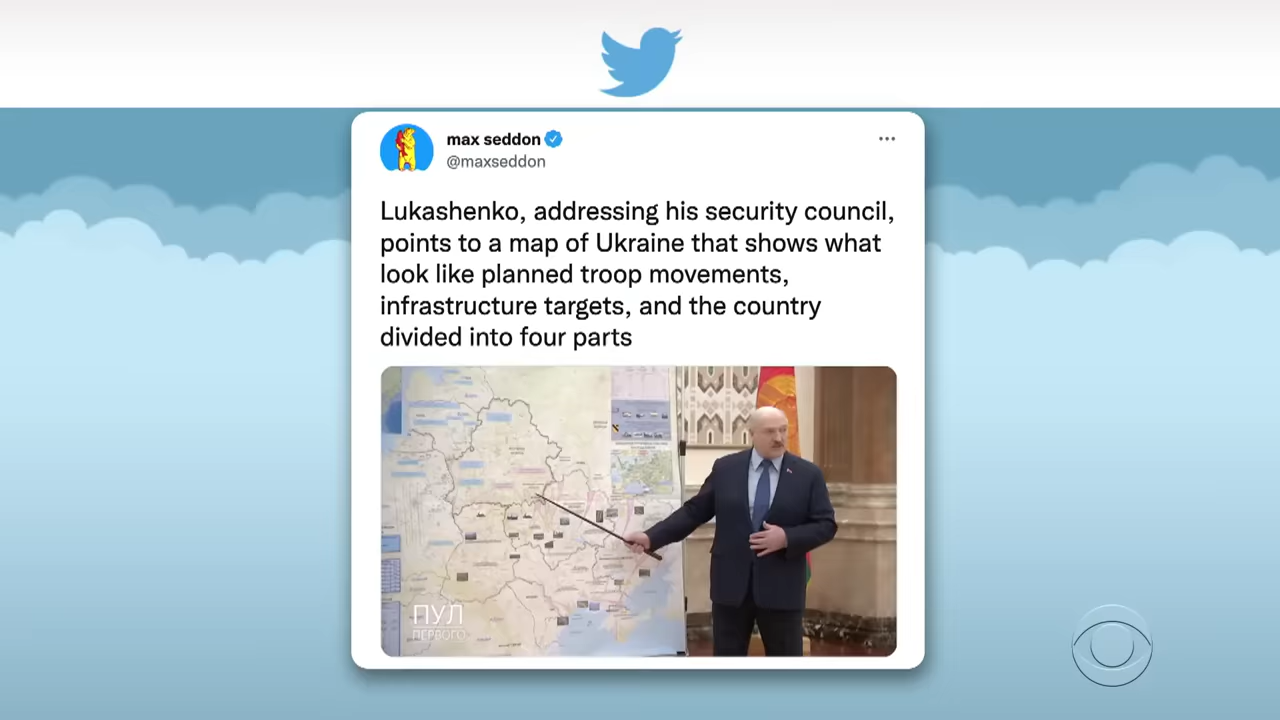 max seddon
@maxseddon
Lukashenko, addressing his security council,
points to a map of Ukraine that shows what
look like planned troop movements,
infrastructure targets, and the country
divided into four parts
ПУЛ
ПЕРВОГО